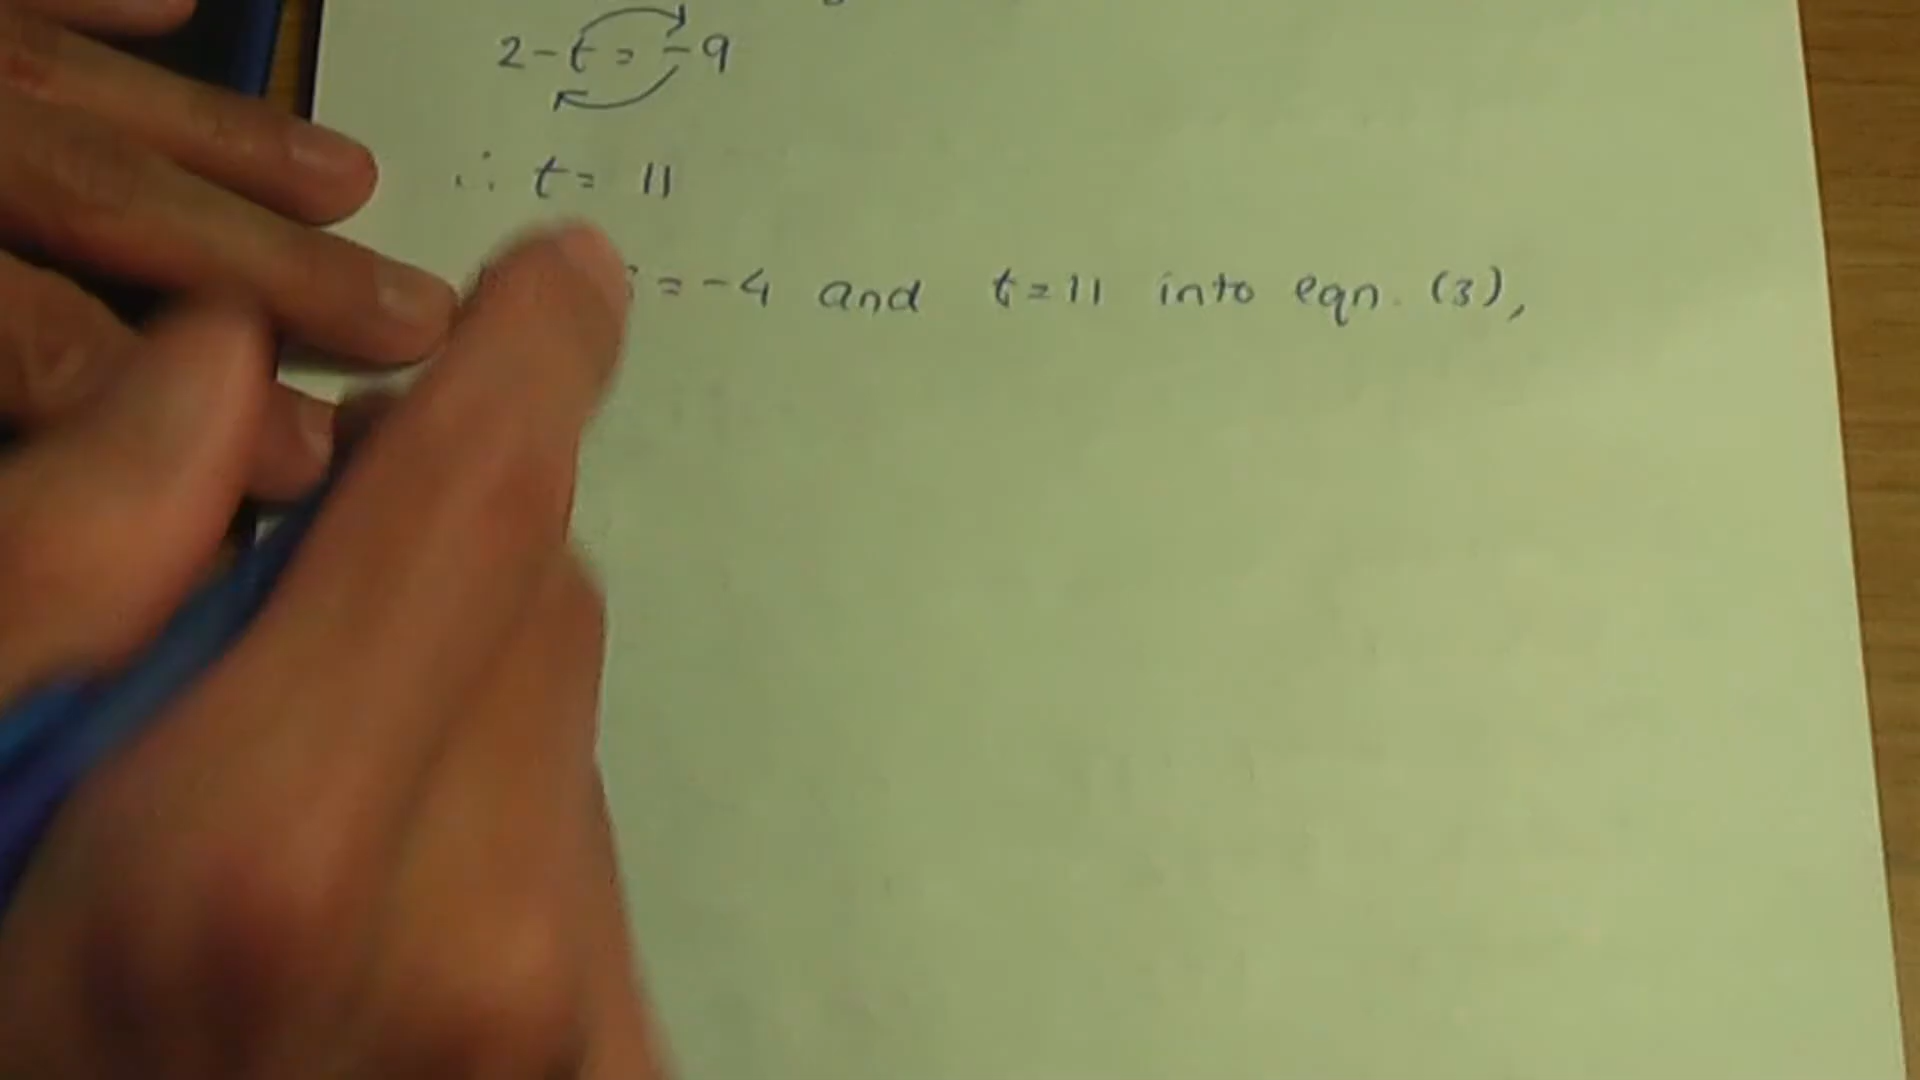 2 - t = -9
∴ t = 11
= -4 and t = 11 into eqn. (3),